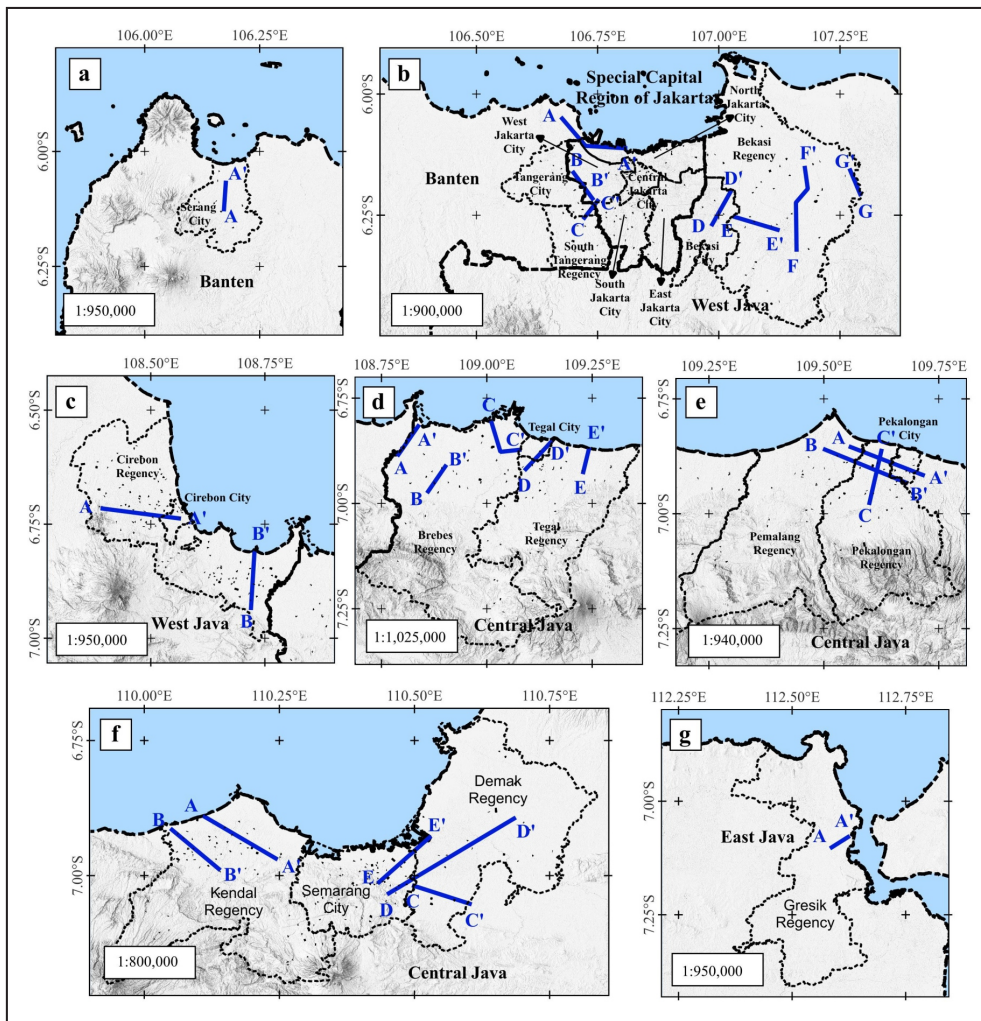 106.00°E 106.25°E
a
6.00°S
6.25°S
A'
A
Serang
City
Banten
1:950,000
106.50°E 106.75°E 107.00°E 107.25°E
b
6.00°S
6.25°S
Special Capital
Region of Jakarta
North
Jakarta
City
West
Jakarta
City
A
A'
B
B'
C'
C
Banten
Tangerang
City
Central
Jakarta
City
Bekasi
Regency
D'
D
E
E'
F'
F
G'
G
South
Tangerang
Regency
Bekasi
City
South
Jakarta
City
East
Jakarta
City
West Java
1:900,000
108.50°E 108.75°E
c
6.50°S
6.75°S
7.00°S
Cirebon
Regency
Cirebon City
A
A'
B'
B
West Java
1:950,000
108.75°E 109.00°E 109.25°E
d
6.75°S
7.00°S
7.25°S
C
C'
Tegal City
A'
A
B'
B
D'
D
E'
E
Brebes
Regency
Tegal
Regency
Central Java
1:1,025,000
109.25°E 109.50°E 109.75°E
e
6.75°S
7.00°S
7.25°S
Pekalongan
City
A
C'
B
A'
B'
C
Pemalang
Regency
Pekalongan
Regency
Central Java
1:940,000
110.00°E 110.25°E 110.50°E 110.75°E
f
6.75°S
7.00°S
Demak
Regency
A
B
E'
D'
A'
B'
E
D
C
C'
Kendal
Regency
Semarang
City
Central Java
1:800,000
112.25°E 112.50°E 112.75°E
g
7.00°S
7.25°S
East Java
A'
A
Gresik
Regency
1:950,000